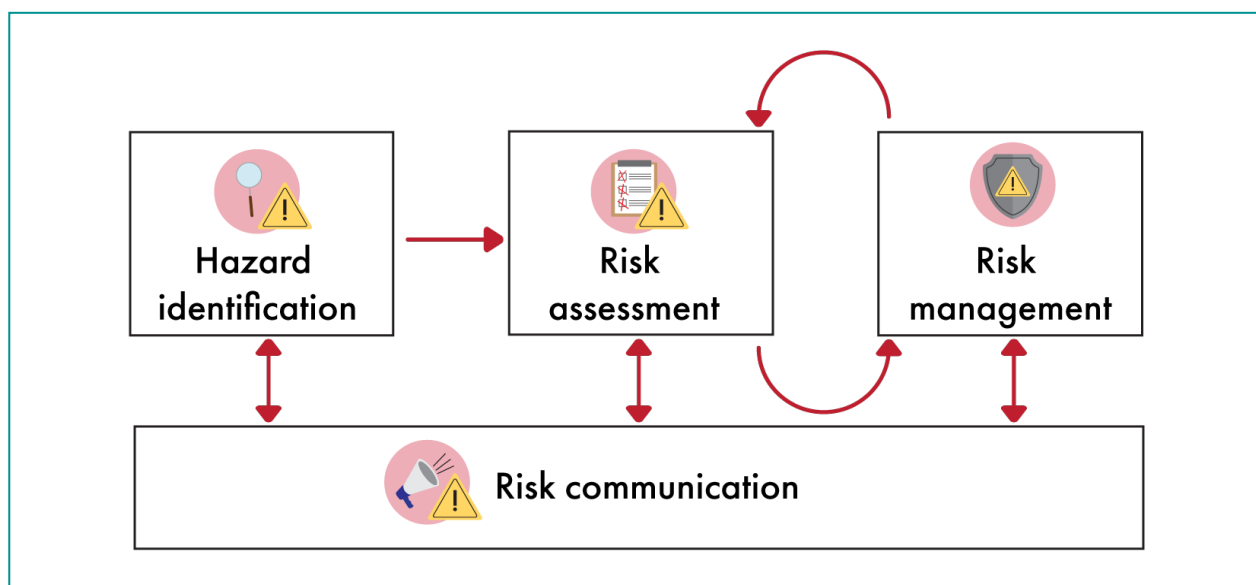 Hazard
identification
Risk
assessment
Risk
management
Risk communication